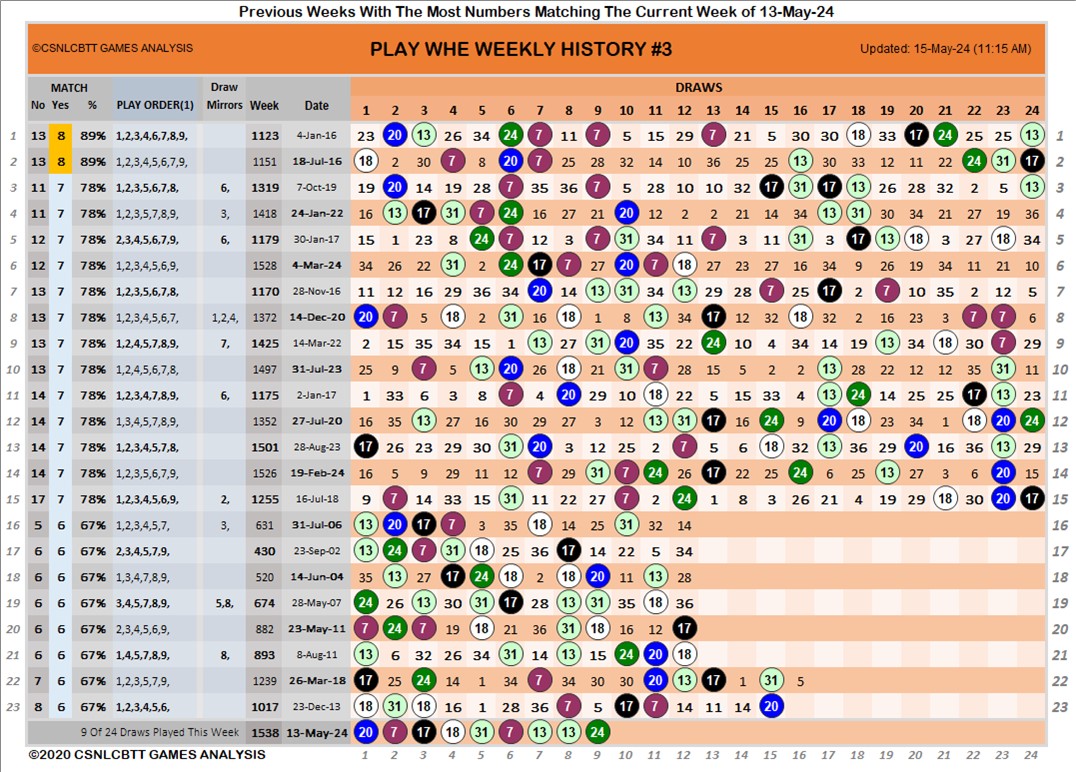 Previous Weeks With The Most Numbers Matching The Current Week of 13-May-24
©CSNLCBTT GAMES ANALYSIS PLAY WHE WEEKLY HISTORY #3 Updated: 15-May-24 (11:15 AM)
MATCH Draw DRAWS
No Yes % PLAY ORDER(1) Mirrors Week Date 1 2 3 4 5 6 7 8 9 10 11 12 13 14 15 16 17 18 19 20 21 22 23 24
1 13 8 89% 1,2,3,4,6,7,8,9, 1123 4-Jan-16 23 20 13 26 34 24 7 11 7 5 15 29 7 21 5 30 30 18 33 17 24 25 25 13 1
2 13 8 89% 1,2,3,4,5,6,7,9, 1151 18-Jul-16 18 2 30 7 8 20 7 25 28 32 14 10 36 25 25 13 30 33 12 11 22 24 31 17 2
3 11 7 78% 1,2,3,5,6,7,8, 6, 1319 7-Oct-19 19 20 14 19 28 7 35 36 7 5 28 10 10 32 17 31 17 13 26 28 32 2 5 13 3
4 11 7 78% 1,2,3,5,7,8,9, 3, 1418 24-Jan-22 16 13 17 31 7 24 16 27 21 20 12 2 2 21 14 34 13 31 30 34 21 27 19 36 4
5 12 7 78% 2,3,4,5,6,7,9, 6, 1179 30-Jan-17 15 1 23 8 24 7 12 3 7 31 34 11 7 3 11 31 3 17 13 20 3 27 18 34 5
6 12 7 78% 1,2,3,4,5,6,9, 1528 4-Mar-24 34 26 22 31 2 24 17 7 27 20 7 18 27 23 27 16 34 9 26 19 34 11 21 10 6
7 13 7 78% 1,2,3,5,6,7,8, 1170 28-Nov-16 11 12 16 29 36 34 20 14 13 31 34 13 29 28 7 25 17 2 7 10 35 2 12 5 7
8 13 7 78% 1,2,3,4,5,6,7, 1,2,4, 1372 14-Dec-20 20 7 5 18 2 31 16 18 1 8 13 34 17 12 32 18 32 2 16 23 3 7 7 6 8
9 13 7 78% 1,2,4,5,7,8,9, 7, 1425 14-Mar-22 2 15 35 34 15 1 13 27 31 20 35 22 24 10 4 34 14 19 13 34 18 30 7 29 9
10 13 7 78% 1,2,3,4,5,7,8, 1497 31-Jul-23 25 9 7 5 13 20 26 18 21 31 7 28 15 5 2 2 13 28 22 12 12 35 31 11 10
11 14 7 78% 1,2,3,4,7,8,9, 6, 1175 2-Jan-17 1 33 6 3 8 7 4 20 29 10 18 22 5 15 33 4 13 24 14 25 25 17 13 23 11
12 14 7 78% 1,3,4,5,7,8,9, 1352 27-Jul-20 16 35 13 27 16 30 29 27 3 12 13 31 17 16 24 9 20 18 23 34 1 18 20 24 12
13 14 7 78% 1,3,4,5,7,5,8, 1501 28-Aug-23 17 26 23 29 30 31 20 3 12 25 2 7 5 6 18 32 13 36 29 20 16 36 13 29 13
14 14 7 78% 1,2,3,5,6,7,9, 1526 19-Feb-24 16 5 9 29 11 12 7 29 31 7 24 26 17 22 25 24 16 31 13 27 3 6 20 15 14
15 17 7 78% 1,2,3,4,5,6,9, 2, 1255 16-Jul-18 9 7 14 33 15 31 11 22 27 7 2 24 1 8 3 26 21 4 15 19 29 18 30 20 17 15
16 5 6 67% 1,2,3,4,5,7, 3, 631 31-Jul-06 13 20 17 7 3 35 18 14 25 31 32 14 16
17 6 6 67% 2,3,4,5,7,9, 430 23-Sep-02 13 24 7 31 18 25 36 17 14 22 5 34 17
18 6 6 67% 1,3,4,7,8,9, 520 14-Jun-04 35 13 27 17 24 18 2 18 20 11 13 28 18
19 6 6 67% 3,4,5,7,8,9, 5,8, 674 28-May-07 24 26 13 30 31 17 28 13 31 35 18 36 19
20 6 6 67% 2,3,4,5,6,9, 882 23-May-11 7 24 7 19 18 21 36 31 18 16 12 17 20
21 6 6 67% 1,4,5,7,8,9, 8, 893 8-Aug-11 13 6 32 26 34 31 14 13 15 24 20 18 21
22 7 6 67% 1,2,3,5,7,9, 1239 26-Mar-18 17 25 24 14 1 34 7 34 30 30 20 13 17 1 31 5 22
23 8 6 67% 1,2,3,4,5,6, 1017 23-Dec-13 18 31 18 16 1 28 36 7 5 17 7 14 11 14 20 23
9 Of 24 Draws Played This Week 1538 13-May-24 20 7 17 18 31 7 13 13 24
©2020 CSNLCBTT GAMES ANALYSIS 1 2 3 4 5 6 7 8 9 10 11 12 13 14 15 16 17 18 19 20 21 22 23 24